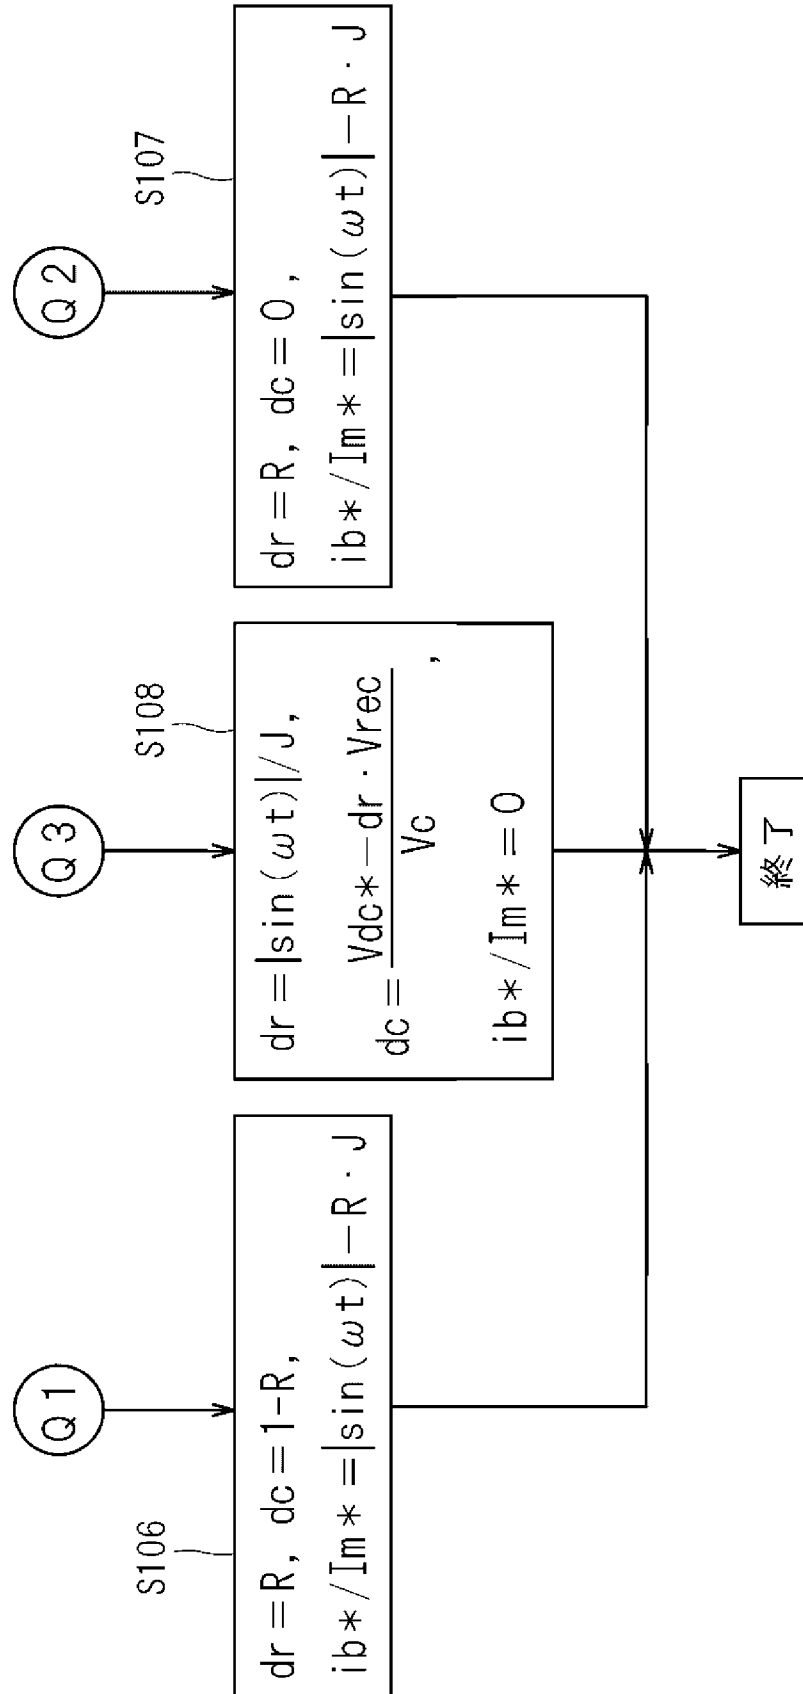 Q1
S106
dr=R, dc=1-R,
ib*/Im*=|sin(ωt)|-R·J
Q3
S108
dr=|sin(ωt)|/J,
dc=(Vdc*-dr·Vrec)/Vc,
ib*/Im*=0
Q2
S107
dr=R, dc=0,
ib*/Im*=|sin(ωt)|-R·J
終了